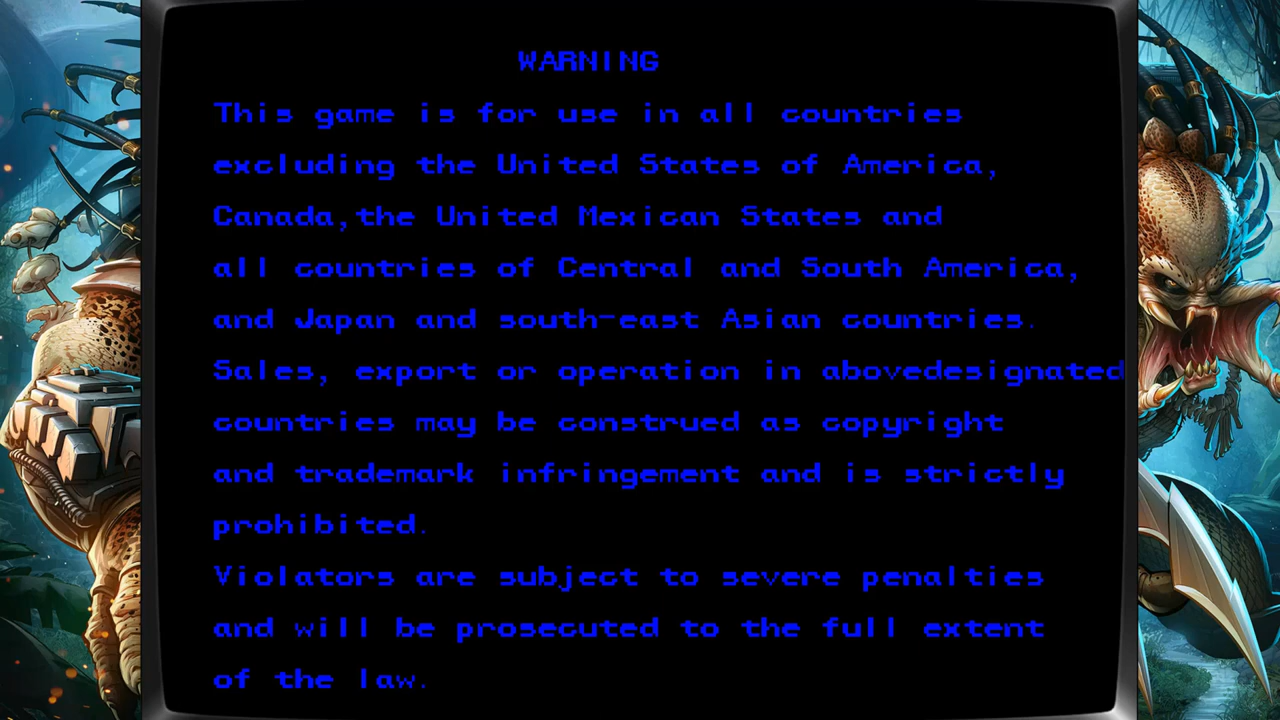 WARNING
This game is for use in all countries
excluding the United States of America,
Canada,the United Mexican States and
all countries of Central and South America,
and Japan and south-east Asian countries.
Sales, export or operation in abovedesignated
countries may be construed as copyright
and trademark infringement and is strictly
prohibited.
Violators are subject to severe penalties
and will be prosecuted to the full extent
of the law.